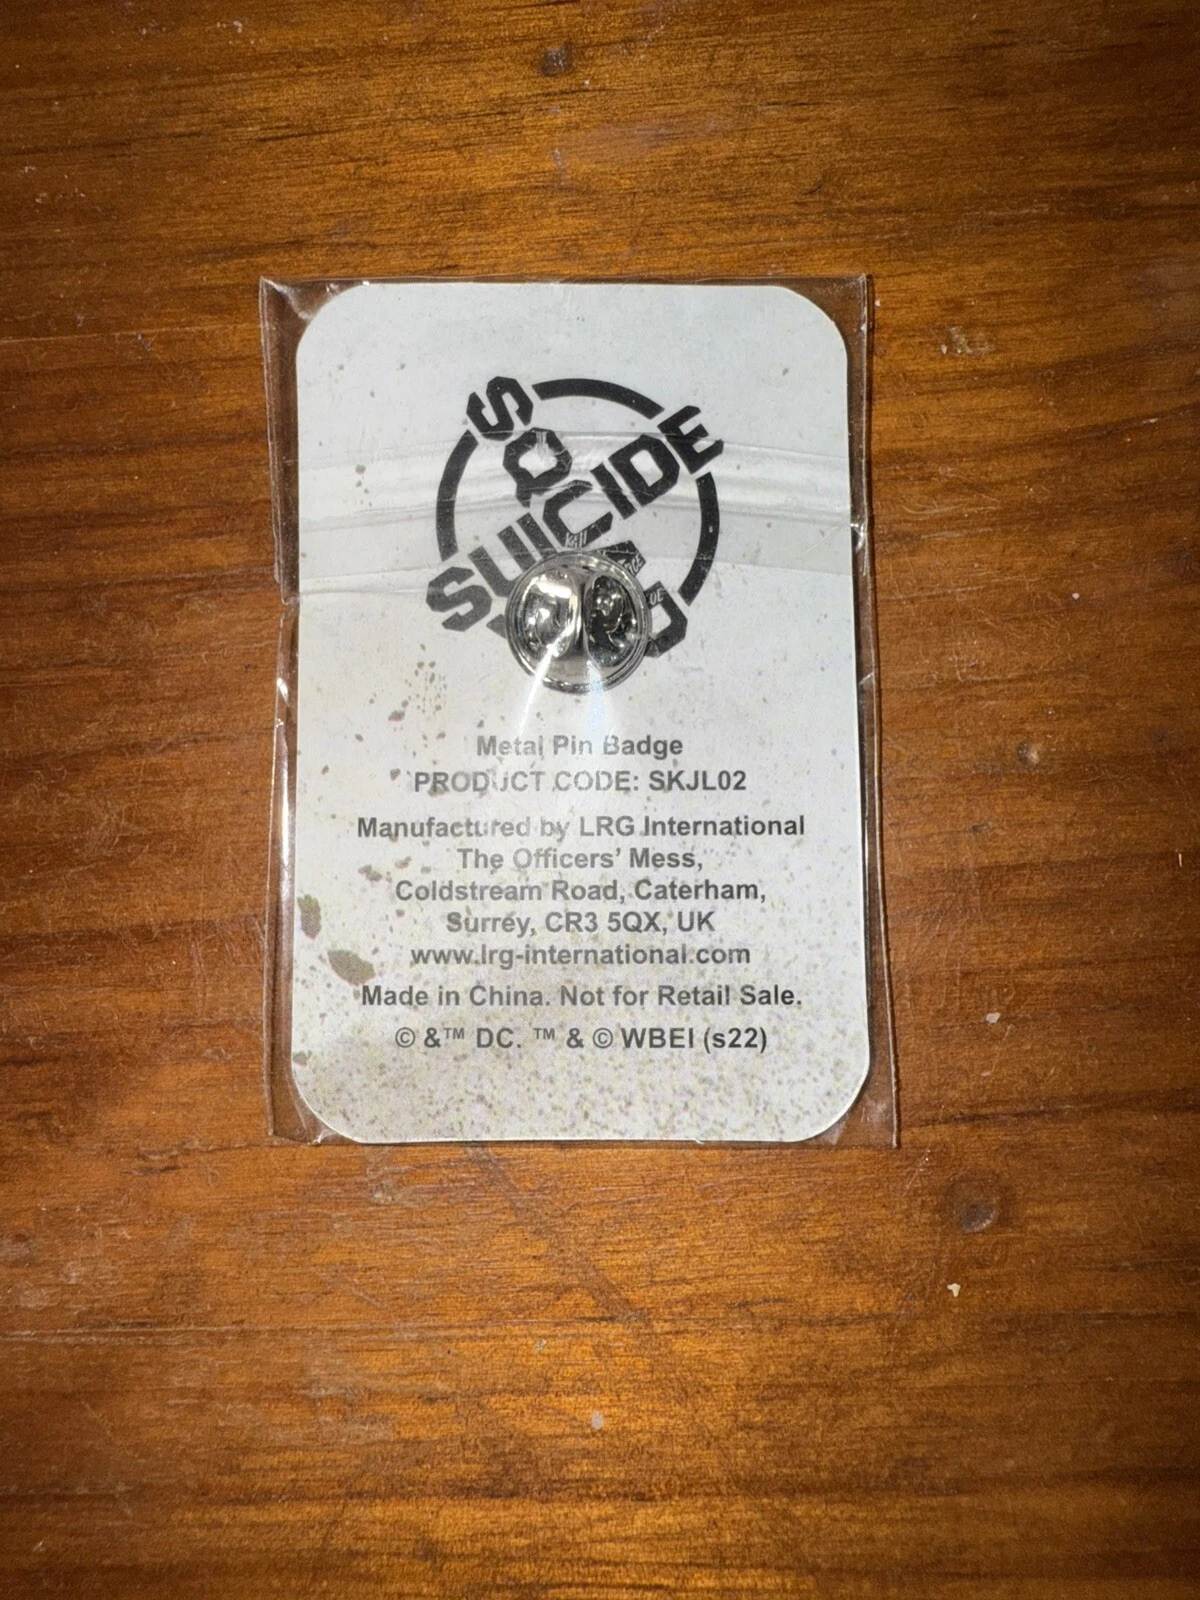 SQ
SUICIDE
D
Metal Pin Badge
PRODUCT CODE: SKJL02
Manufactured by LRG International
The Officers' Mess,
Coldstream Road, Caterham,
Surrey, CR3 5QX, UK
www.lrg-international.com
Made in China. Not for Retail Sale.
© &™ DC. ™ & © WBEI (s22)